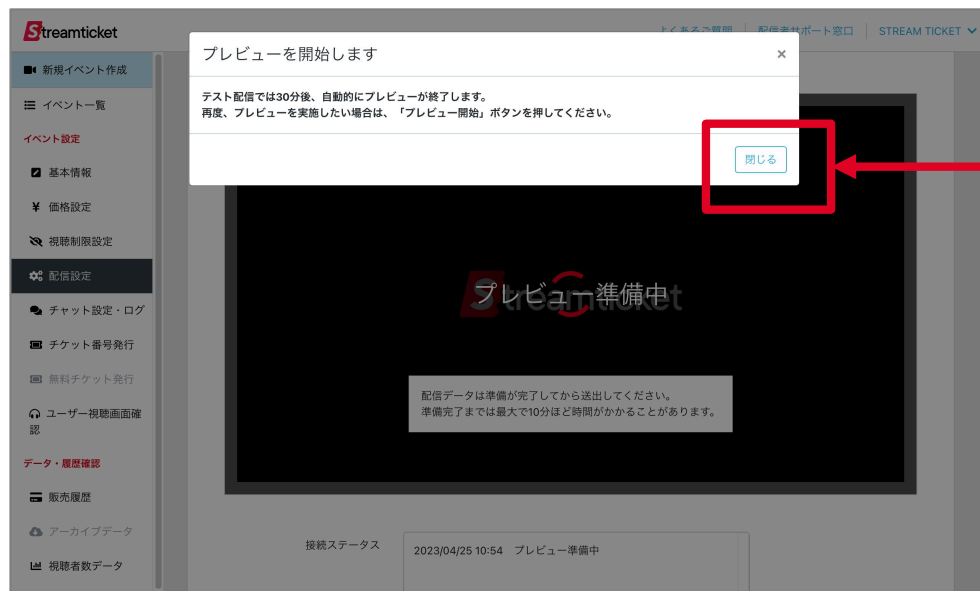 Streamticket
よくあるご質問 配信者サポート窓口 STREAM TICKET
新規イベント作成
イベント一覧
イベント設定
基本情報
価格設定
視聴制限設定
配信設定
チャット設定・ログ
チケット番号発行
無料チケット発行
ユーザー視聴画面確
認
データ・履歴確認
販売履歴
アーカイブデータ
視聴者数データ
プレビューを開始します ×
テスト配信では30分後、自動的にプレビューが終了します。
再度、プレビューを実施したい場合は、「プレビュー開始」ボタンを押してください。
閉じる
Streamticket
プレビュー準備中
配信データは準備が完了してから送出してください。
準備完了までは最大で10分ほど時間がかかることがあります。
接続ステータス
2023/04/25 10:54 プレビュー準備中